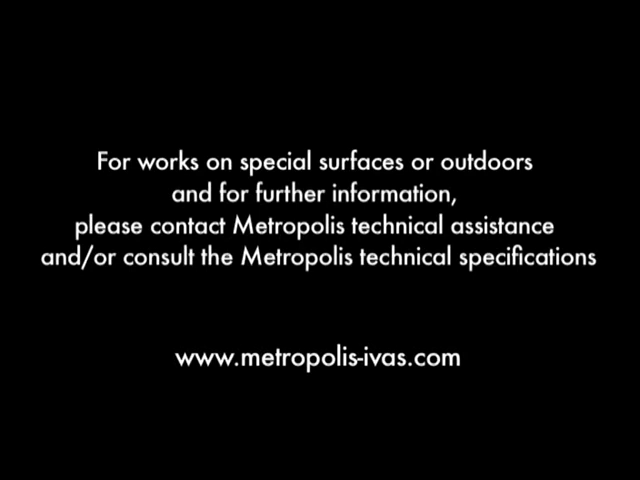 For works on special surfaces or outdoors
and for further information,
please contact Metropolis technical assistance
and/or consult the Metropolis technical specifications
www.metropolis-ivas.com